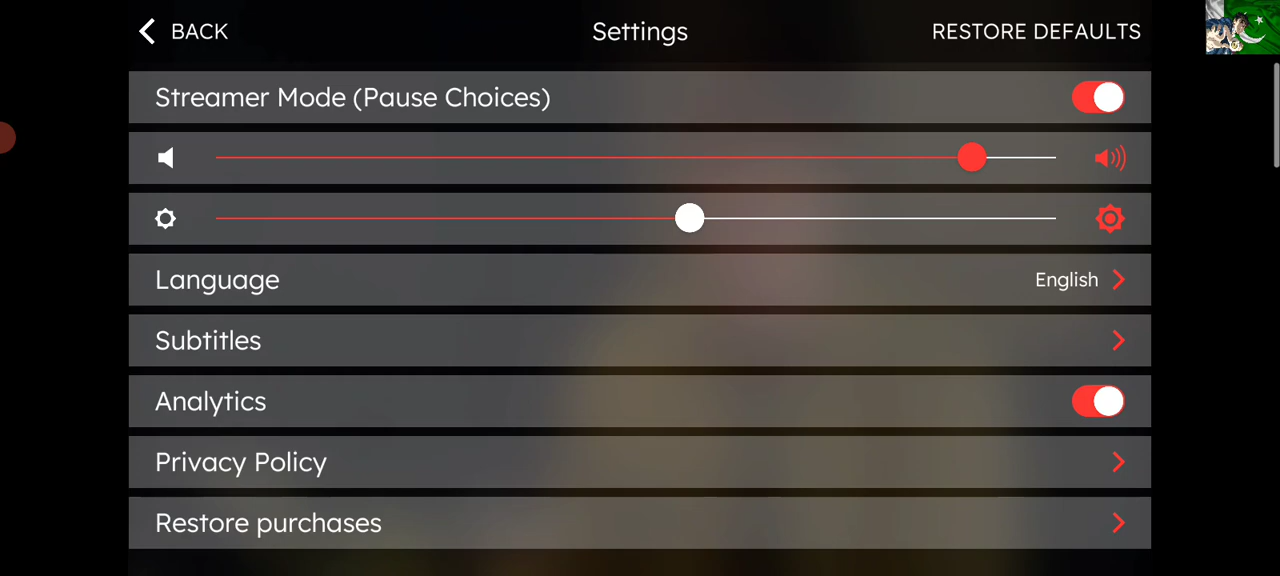 BACK
Settings
RESTORE DEFAULTS
Streamer Mode (Pause Choices)
Language
English
Subtitles
Analytics
Privacy Policy
Restore purchases